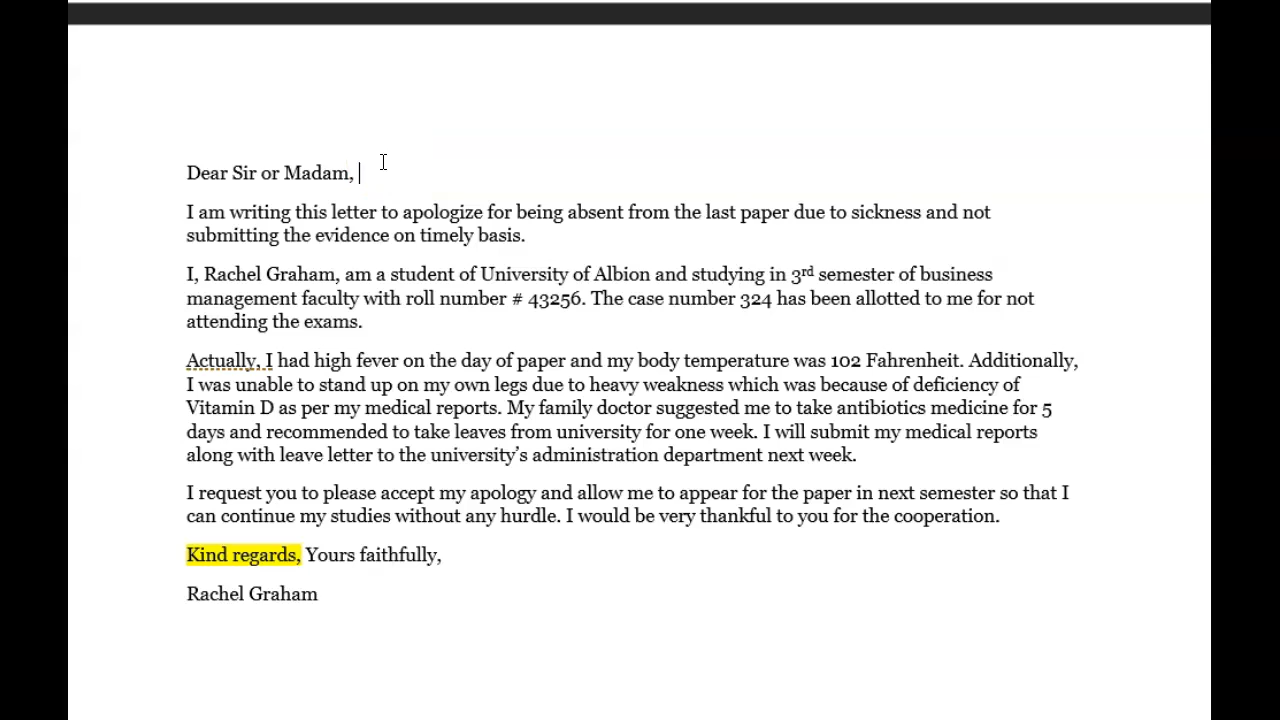 Dear Sir or Madam,
I am writing this letter to apologize for being absent from the last paper due to sickness and not
submitting the evidence on timely basis.
I, Rachel Graham, am a student of University of Albion and studying in 3rd semester of business
management faculty with roll number # 43256. The case number 324 has been allotted to me for not
attending the exams.
Actually, I had high fever on the day of paper and my body temperature was 102 Fahrenheit. Additionally,
I was unable to stand up on my own legs due to heavy weakness which was because of deficiency of
Vitamin D as per my medical reports. My family doctor suggested me to take antibiotics medicine for 5
days and recommended to take leaves from university for one week. I will submit my medical reports
along with leave letter to the university’s administration department next week.
I request you to please accept my apology and allow me to appear for the paper in next semester so that I
can continue my studies without any hurdle. I would be very thankful to you for the cooperation.
Kind regards, Yours faithfully,
Rachel Graham